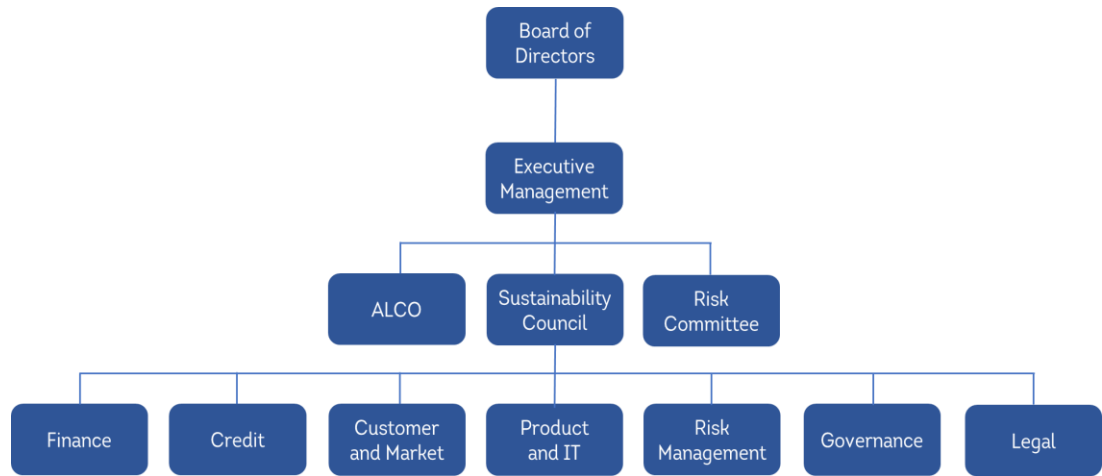 Board of
Directors
Executive
Management
ALCO
Sustainability
Council
Risk
Committee
Finance
Credit
Customer
and Market
Product
and IT
Risk
Management
Governance
Legal